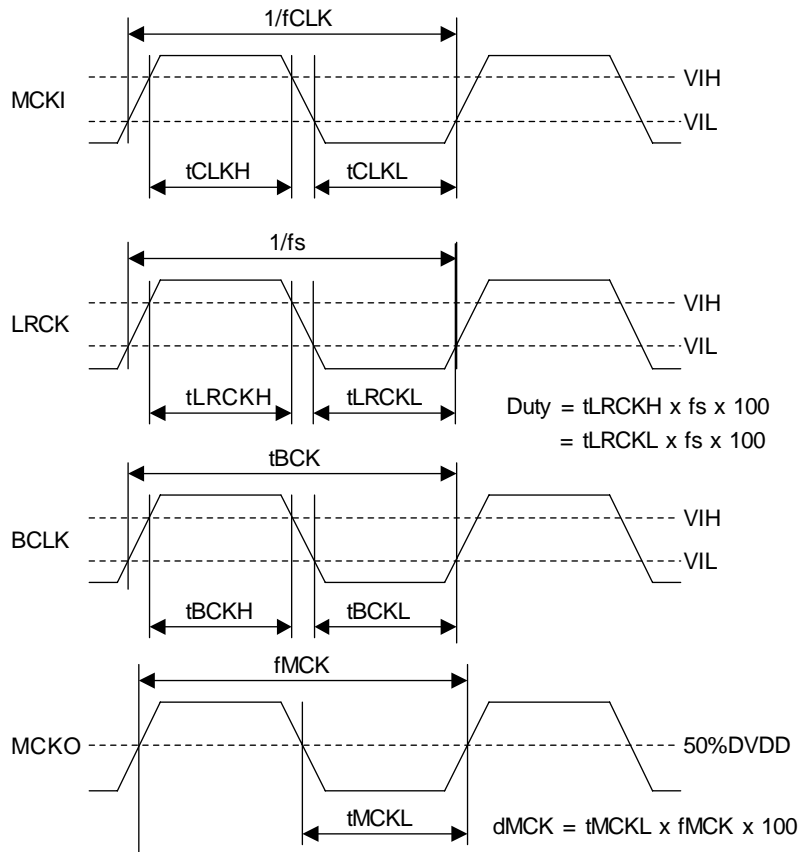 1/fCLK
MCKI
VIH
VIL
tCLKH
tCLKL
1/fs
LRCK
VIH
VIL
tLRCKH
tLRCKL
Duty = tLRCKH x fs x 100
= tLRCKL x fs x 100
tBCK
BCLK
VIH
VIL
tBCKH
tBCKL
fMCK
MCKO
50%DVDD
tMCKL
dMCK = tMCKL x fMCK x 100